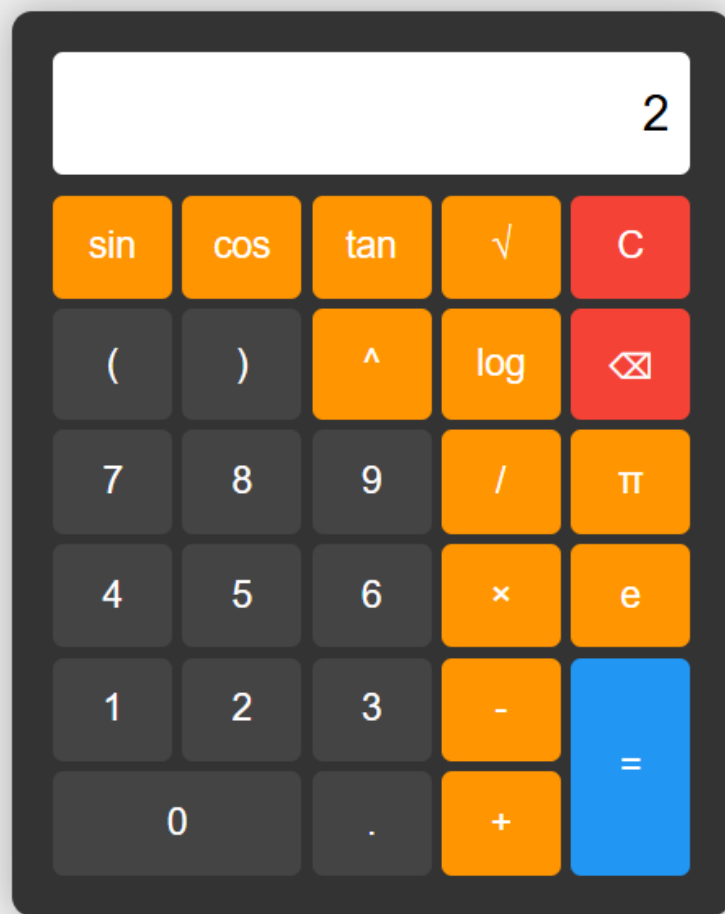 2
sin cos tan √ C
( ) ^ log ⌫
7 8 9 / π
4 5 6 × e
1 2 3 -
=
0 . +